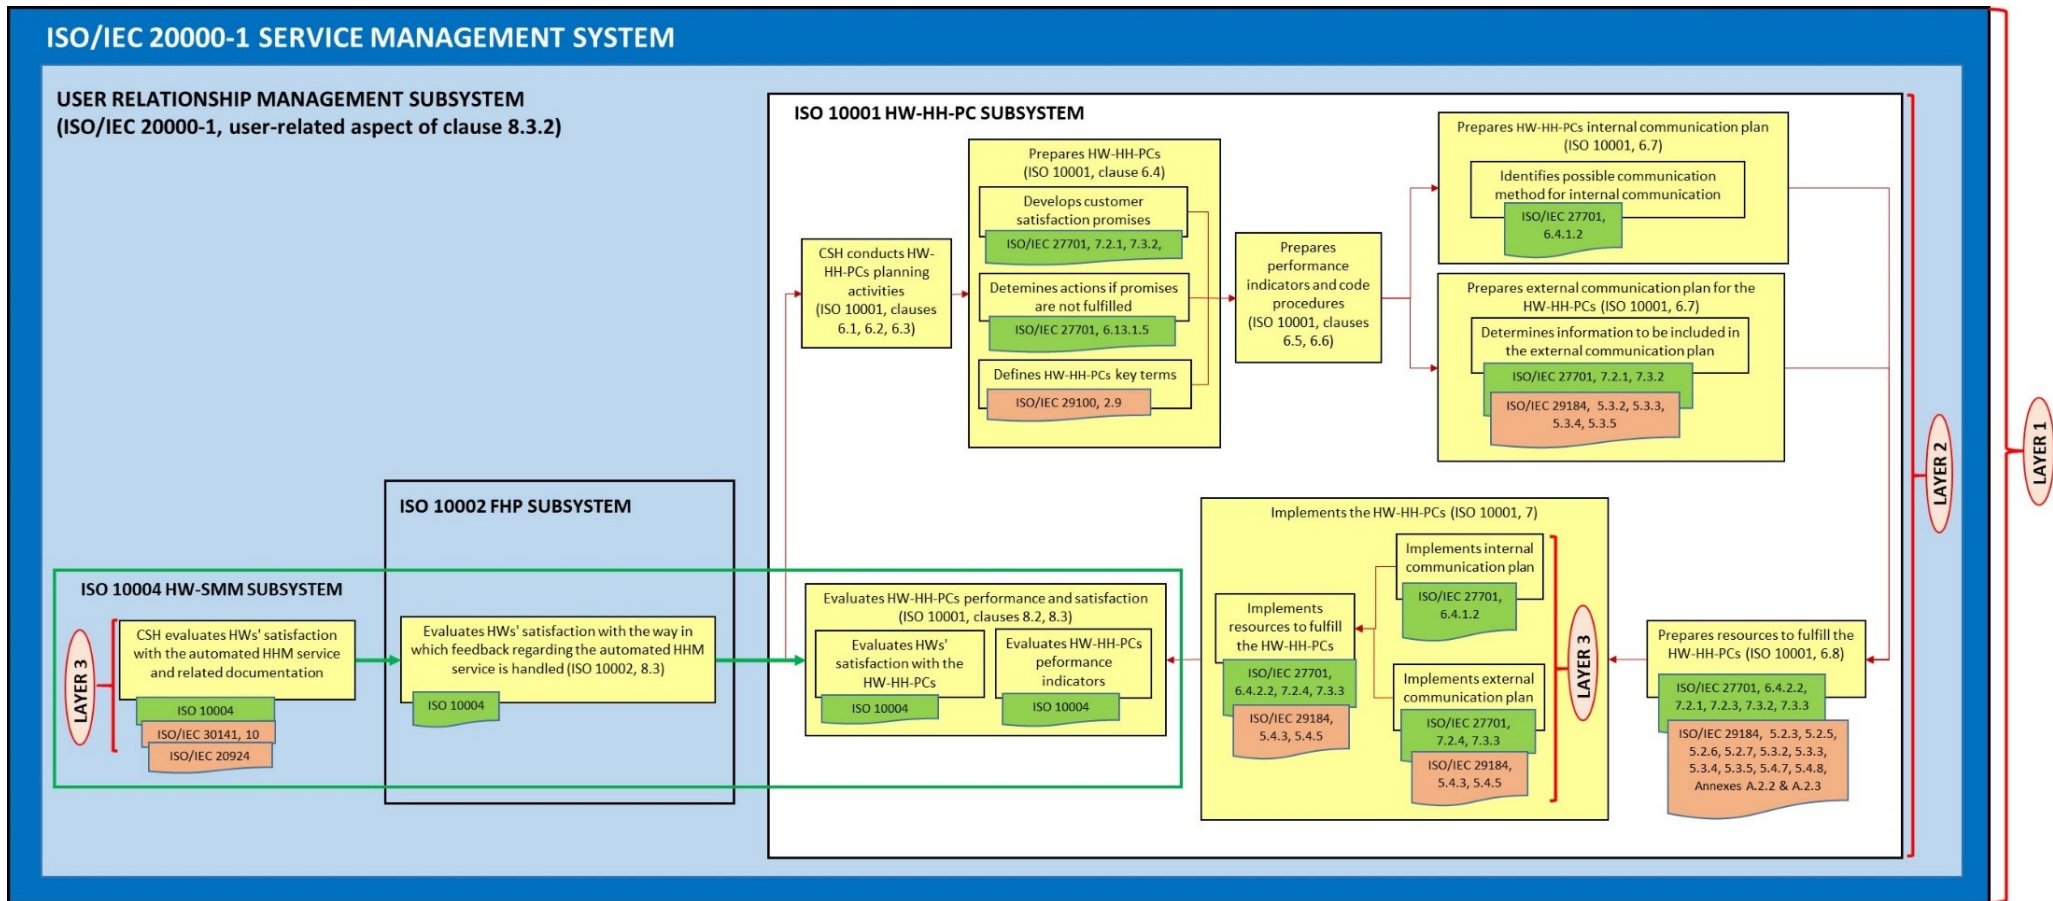 ISO/IEC 20000-1 SERVICE MANAGEMENT SYSTEM
USER RELATIONSHIP MANAGEMENT SUBSYSTEM
(ISO/IEC 20000-1, user-related aspect of clause 8.3.2)
ISO 10001 HW-HH-PC SUBSYSTEM
CSH conducts HW-
HH-PCs planning
activities
(ISO 10001, clauses
6.1, 6.2, 6.3)
Prepares HW-HH-PCs
(ISO 10001, clause 6.4)
Develops customer
satisfaction promises
ISO/IEC 27701, 7.2.1, 7.3.2,
Detemines actions if promises
are not fulfilled
ISO/IEC 27701, 6.13.1.5
Defines HW-HH-PCs key terms
ISO/IEC 29100, 2.9
Prepares
performance
indicators and code
procedures
(ISO 10001, clauses
6.5, 6.6)
Prepares HW-HH-PCs internal communication plan
(ISO 10001, 6.7)
Identifies possible communication
method for internal communication
ISO/IEC 27701,
6.4.1.2
Prepares external communication plan for the
HW-HH-PCs (ISO 10001, 6.7)
Determines information to be included in
the external communication plan
ISO/IEC 27701, 7.2.1, 7.3.2
ISO/IEC 29184, 5.3.2, 5.3.3,
5.3.4, 5.3.5
LAYER 2
LAYER 1
ISO 10002 FHP SUBSYSTEM
ISO 10004 HW-SMM SUBSYSTEM
LAYER 3
CSH evaluates HWs' satisfaction
with the automated HHM service
and related documentation
ISO 10004
ISO/IEC 30141, 10
ISO/IEC 20924
Evaluates HWs' satisfaction with the way in
which feedback regarding the automated HHM
service is handled (ISO 10002, 8.3)
ISO 10004
Evaluates HW-HH-PCs performance and satisfaction
(ISO 10001, clauses 8.2, 8.3)
Evaluates HWs'
satisfaction with the
HW-HH-PCs
ISO 10004
Evaluates HW-HH-PCs
peformance
indicators
ISO 10004
Implements the HW-HH-PCs (ISO 10001, 7)
Implements
resources to fulfill
the HW-HH-PCs
ISO/IEC 27701,
6.4.2.2, 7.2.4, 7.3.3
ISO/IEC 29184,
5.4.3, 5.4.5
Implements internal
communication plan
ISO/IEC 27701,
6.4.1.2
Implements external
communication plan
ISO/IEC 27701,
7.2.4, 7.3.3
ISO/IEC 29184,
5.4.3, 5.4.5
LAYER 3
Prepares resources to fulfill the
HW-HH-PCs (ISO 10001, 6.8)
ISO/IEC 27701, 6.4.2.2,
7.2.1, 7.2.3, 7.3.2, 7.3.3
ISO/IEC 29184, 5.2.3, 5.2.5,
5.2.6, 5.2.7, 5.3.2, 5.3.3,
5.3.4, 5.3.5, 5.4.7, 5.4.8,
Annexes A.2.2 & A.2.3